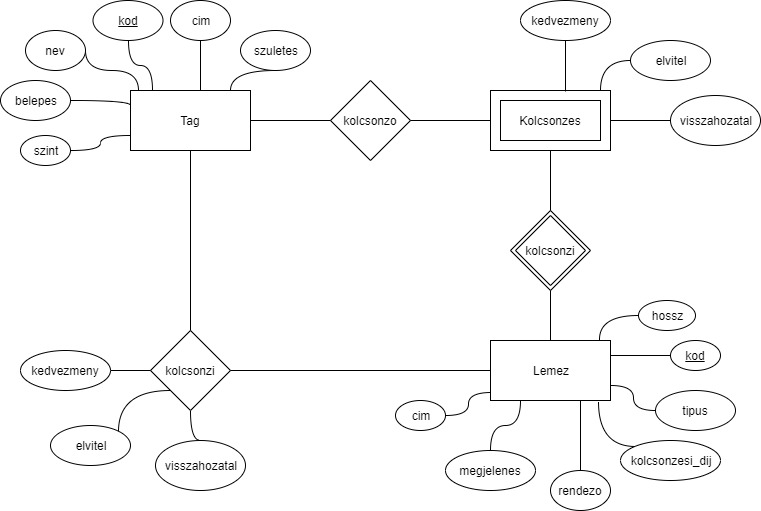 kod
cim
kedvezmeny
nev
szuletes
elvitel
belepes
Tag
kolcsonzo
Kolcsonzes
visszahozatal
szint
kolcsonzi
hossz
kod
kedvezmeny
kolcsonzi
Lemez
cim
tipus
elvitel
visszahozatal
megjelenes
kolcsonzesi_dij
rendezo